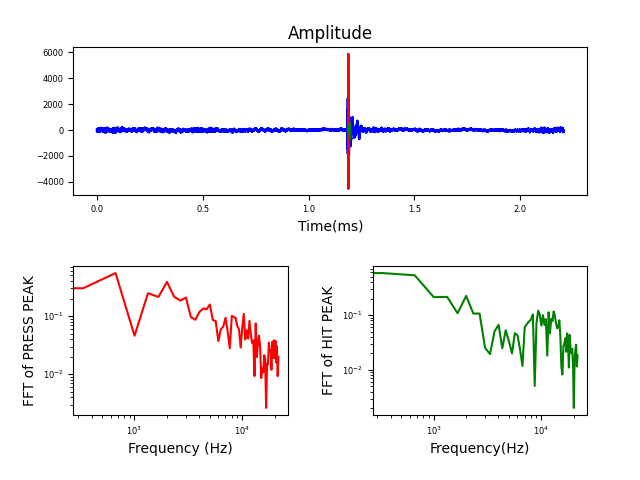 Amplitude
6000
4000
2000
0
−2000
−4000
0.0 0.5 1.0 1.5 2.0
Time(ms)
FFT of PRESS PEAK
10⁻¹
10⁻²
10³ 10⁴
Frequency (Hz)
FFT of HIT PEAK
10⁻¹
10⁻²
10³ 10⁴
Frequency(Hz)